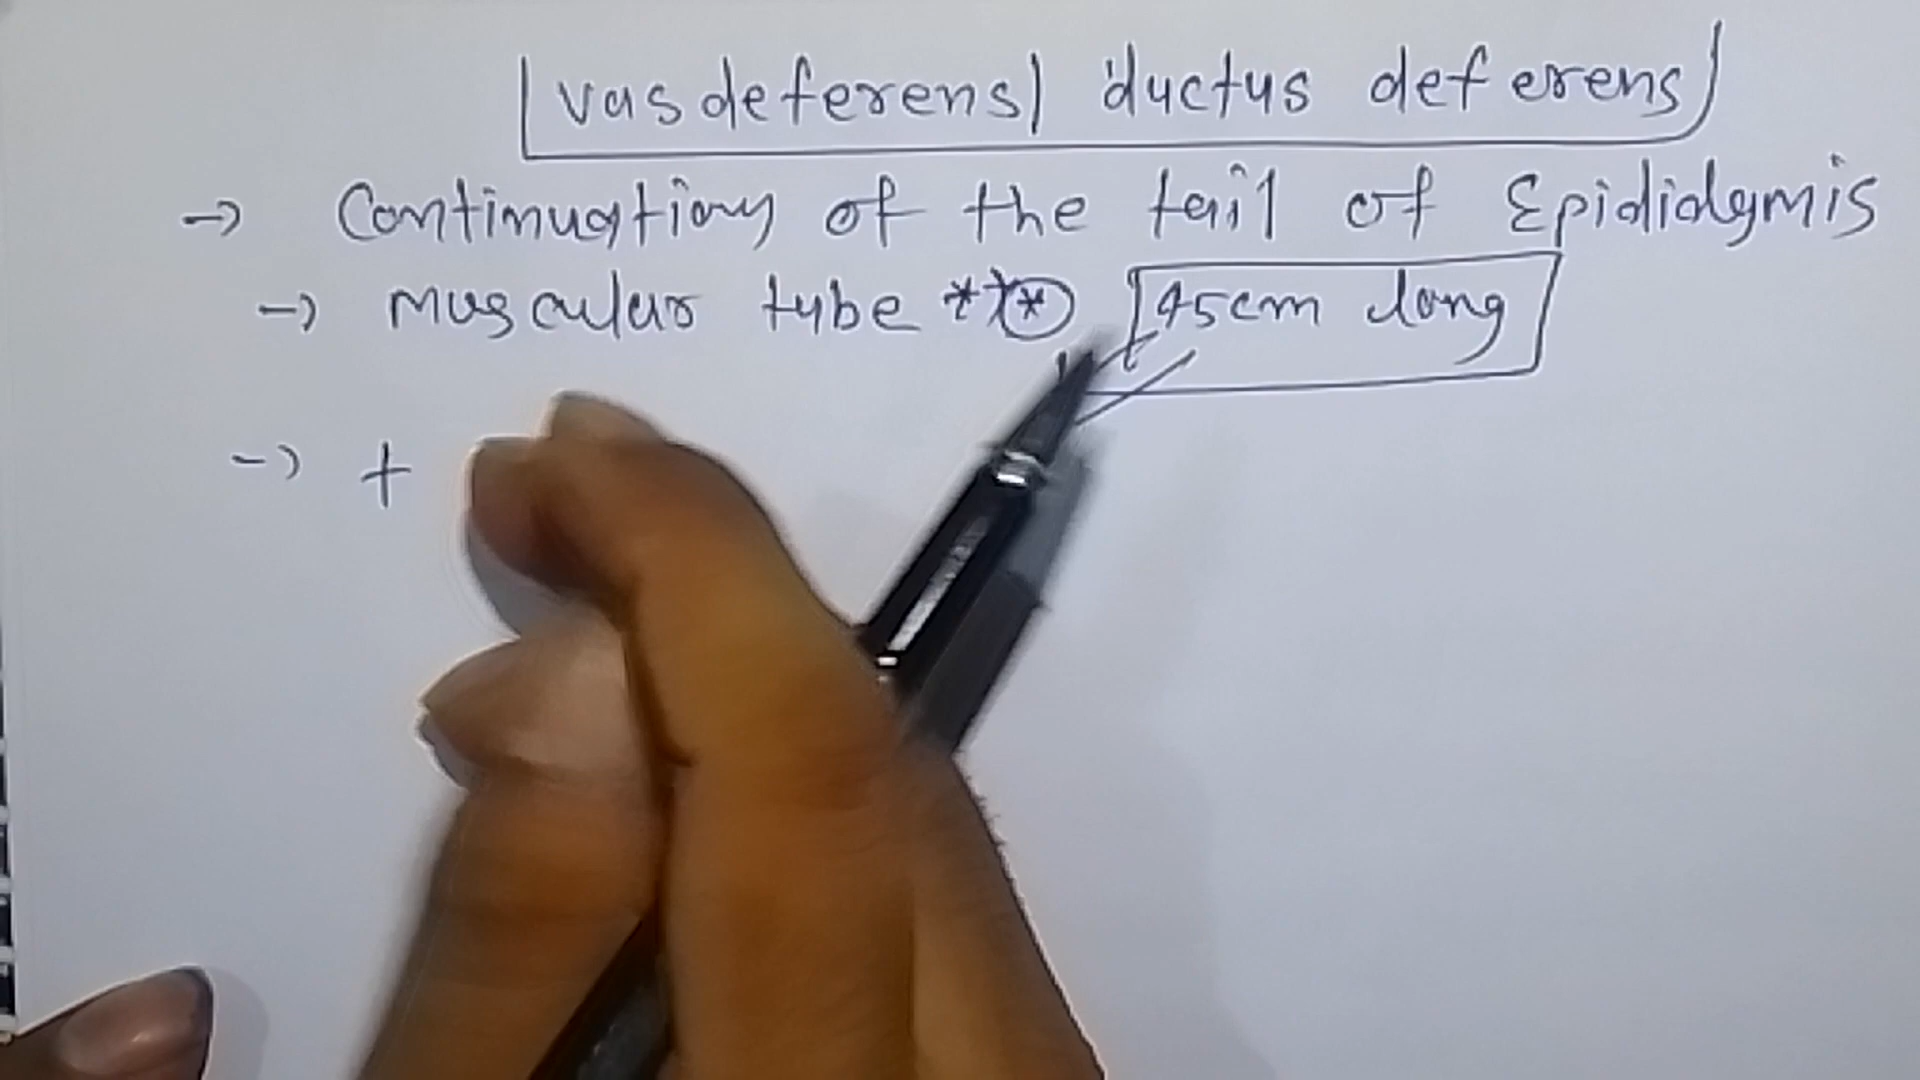 vas deferens | ductus deferens
→ Continuation of the tail of Epididymis
→ Muscular tube *** 45cm long
→ +